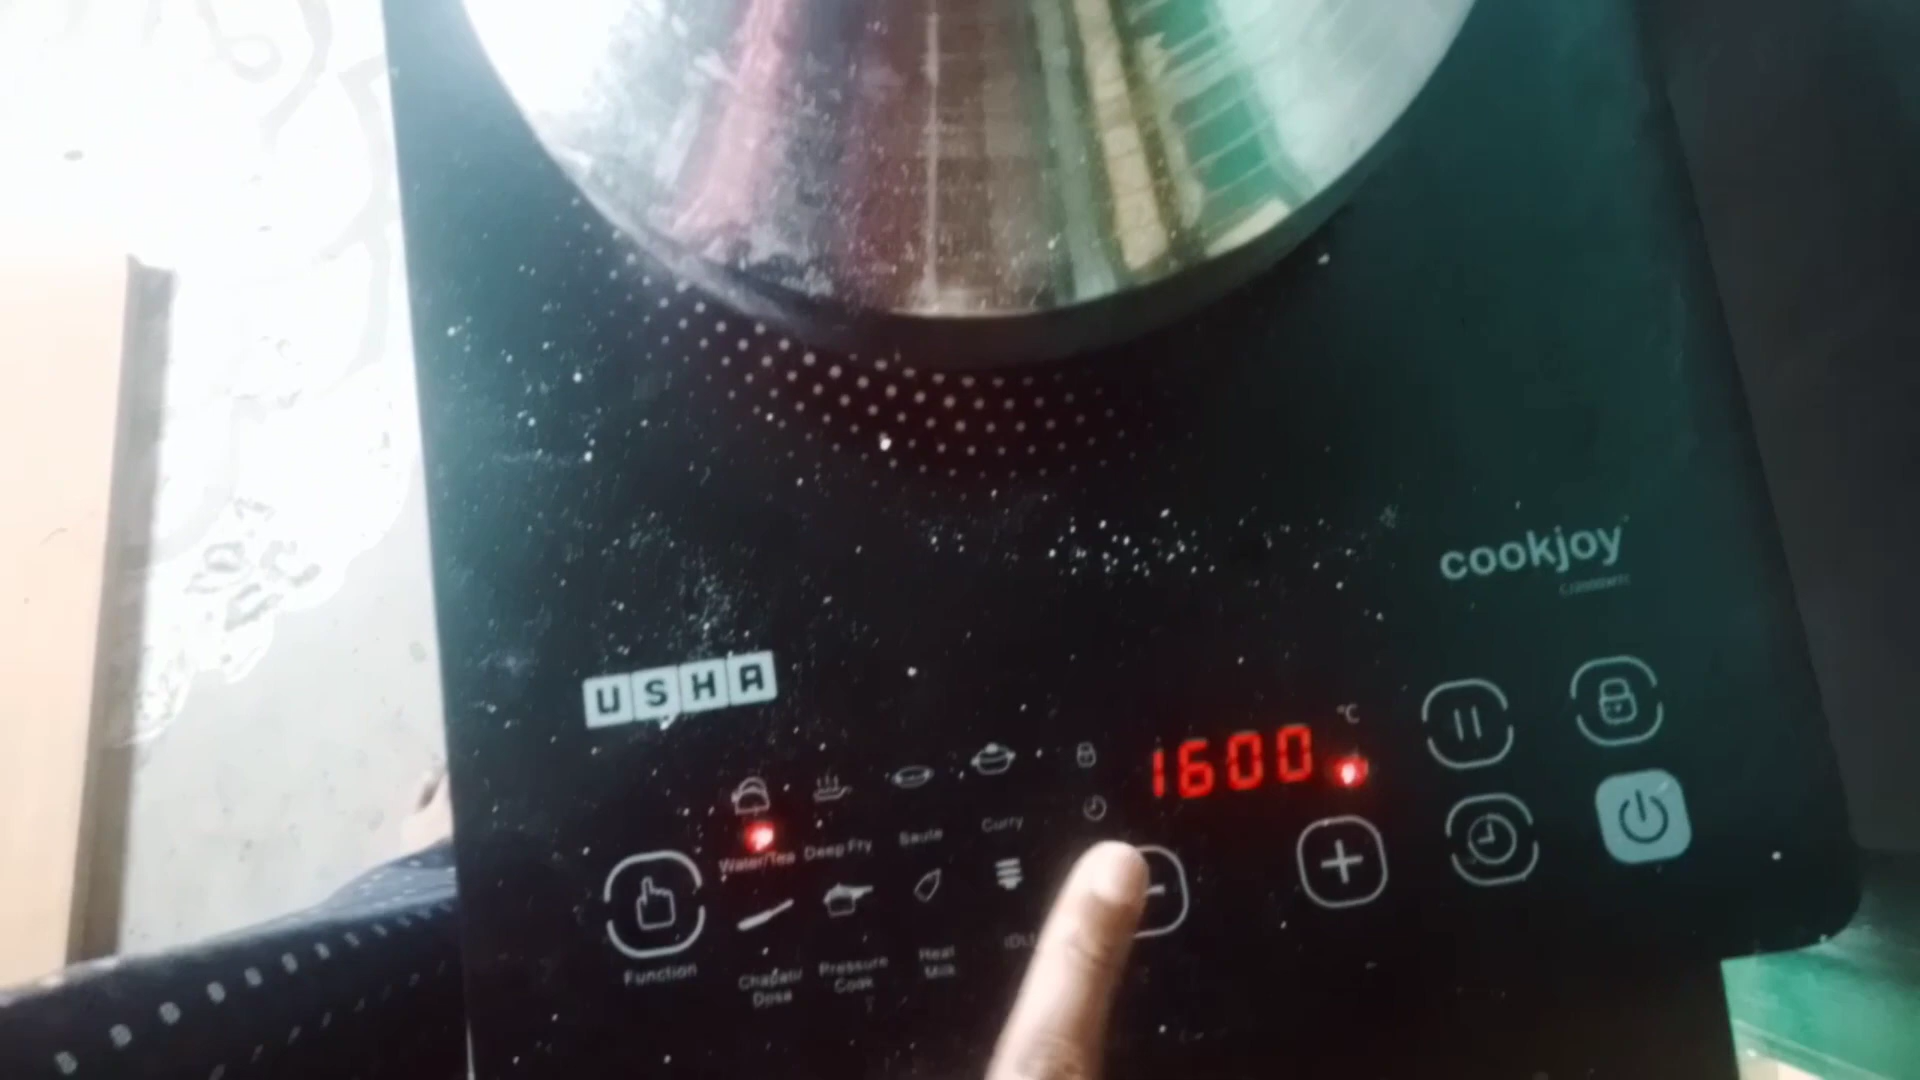 cookjoy
USHA
°C
1600
Water/Tea
Deep Fry
Saute
Curry
Function
Chapati/
Dosa
Pressure
Cook
Heat
Milk